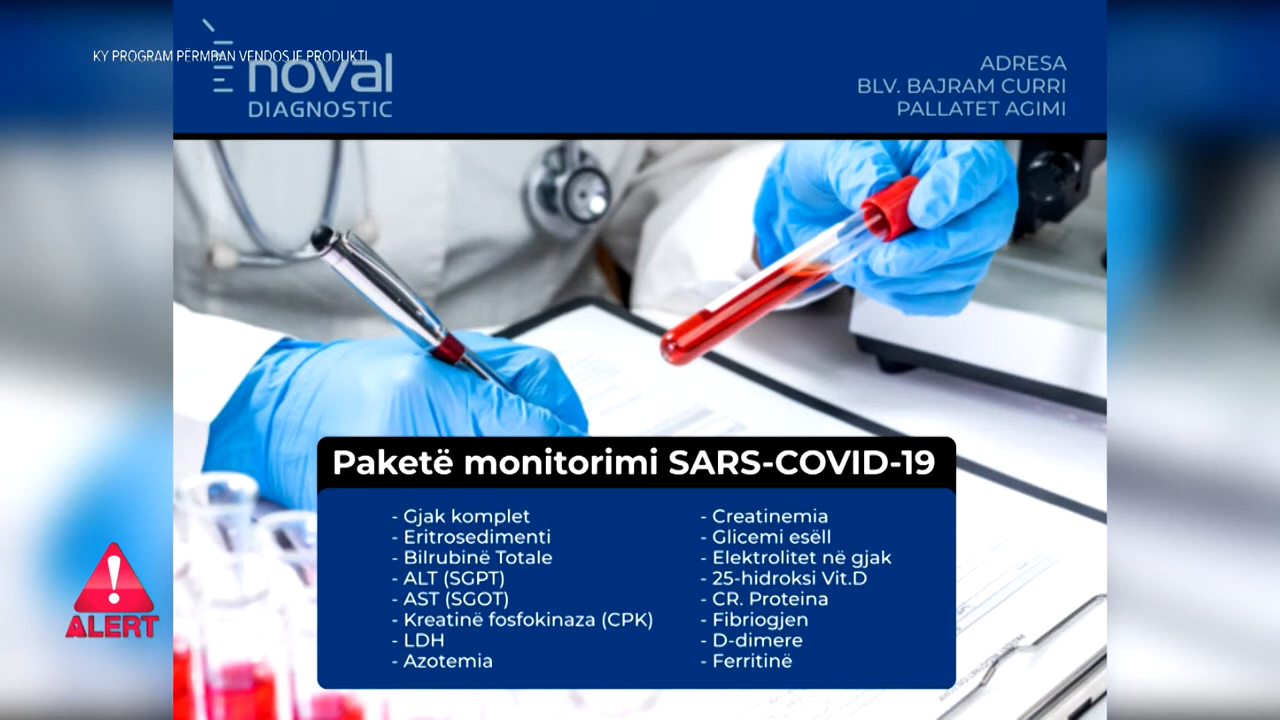 KY PROGRAM PËRMBAN VENDOSJE PRODUKTI
noval
DIAGNOSTIC
ADRESA
BLV. BAJRAM CURRI
PALLATET AGIMI
Paketë monitorimi SARS-COVID-19
- Gjak komplet
- Eritrosedimenti
- Bilrubinë Totale
- ALT (SGPT)
- AST (SGOT)
- Kreatinë fosfokinaza (CPK)
- LDH
- Azotemia
- Creatinemia
- Glicemi esëll
- Elektrolitet në gjak
- 25-hidroksi Vit.D
- CR. Proteina
- Fibriogjen
- D-dimere
- Ferritinë
ALERT